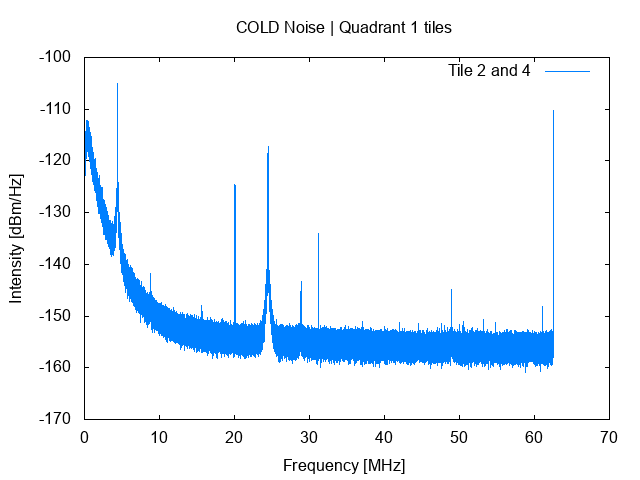 COLD Noise | Quadrant 1 tiles
Tile 2 and 4
-100
-110
-120
-130
-140
-150
-160
-170
Intensity [dBm/Hz]
0 10 20 30 40 50 60 70
Frequency [MHz]